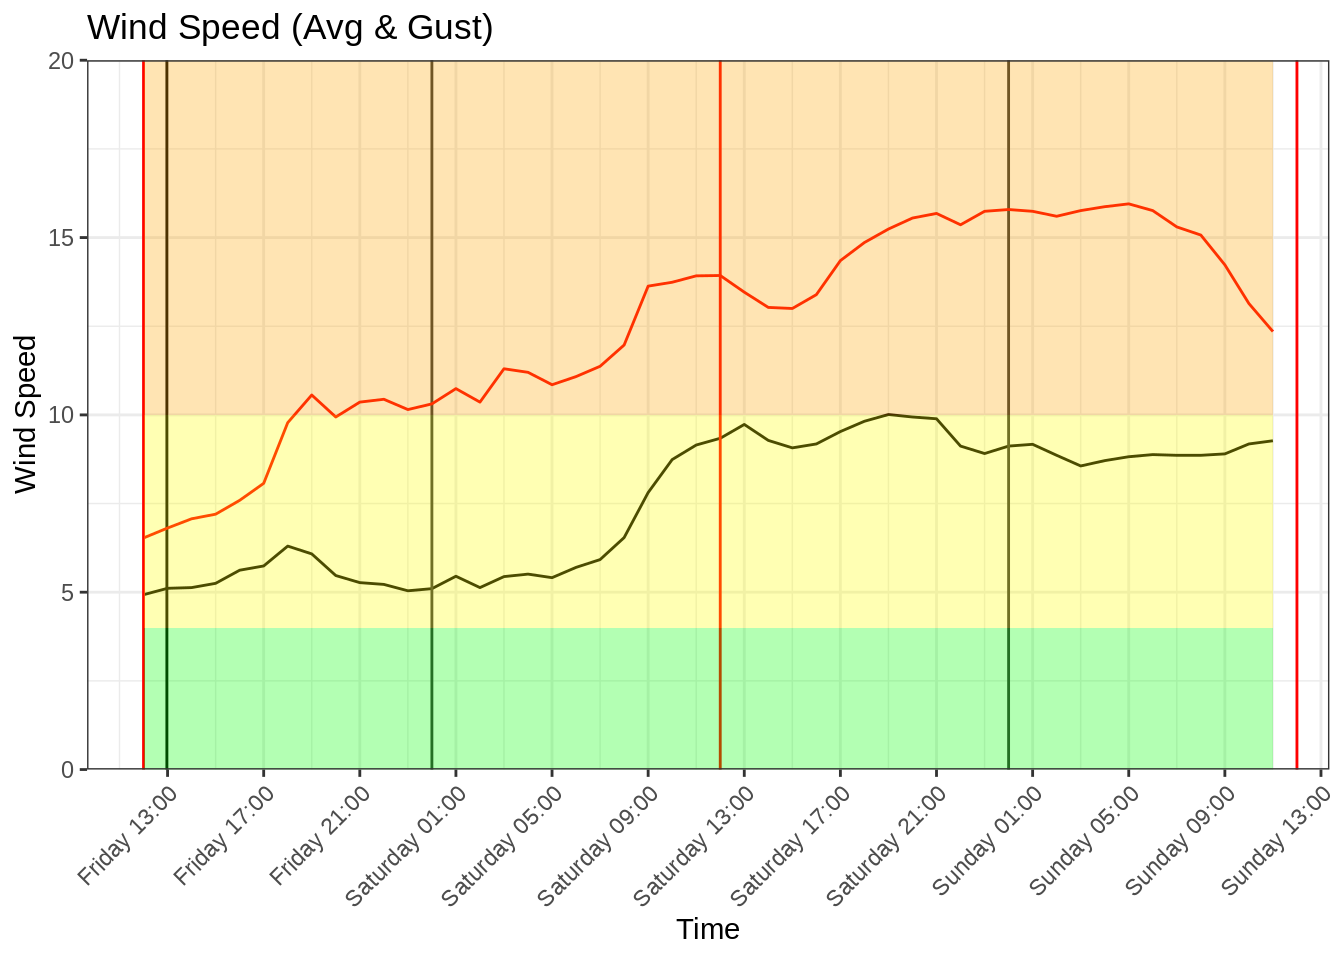 Wind Speed (Avg & Gust)
20
15
10
5
0
Wind Speed
Friday 13:00
Friday 17:00
Friday 21:00
Saturday 01:00
Saturday 05:00
Saturday 09:00
Saturday 13:00
Saturday 17:00
Saturday 21:00
Sunday 01:00
Sunday 05:00
Sunday 09:00
Sunday 13:00
Time